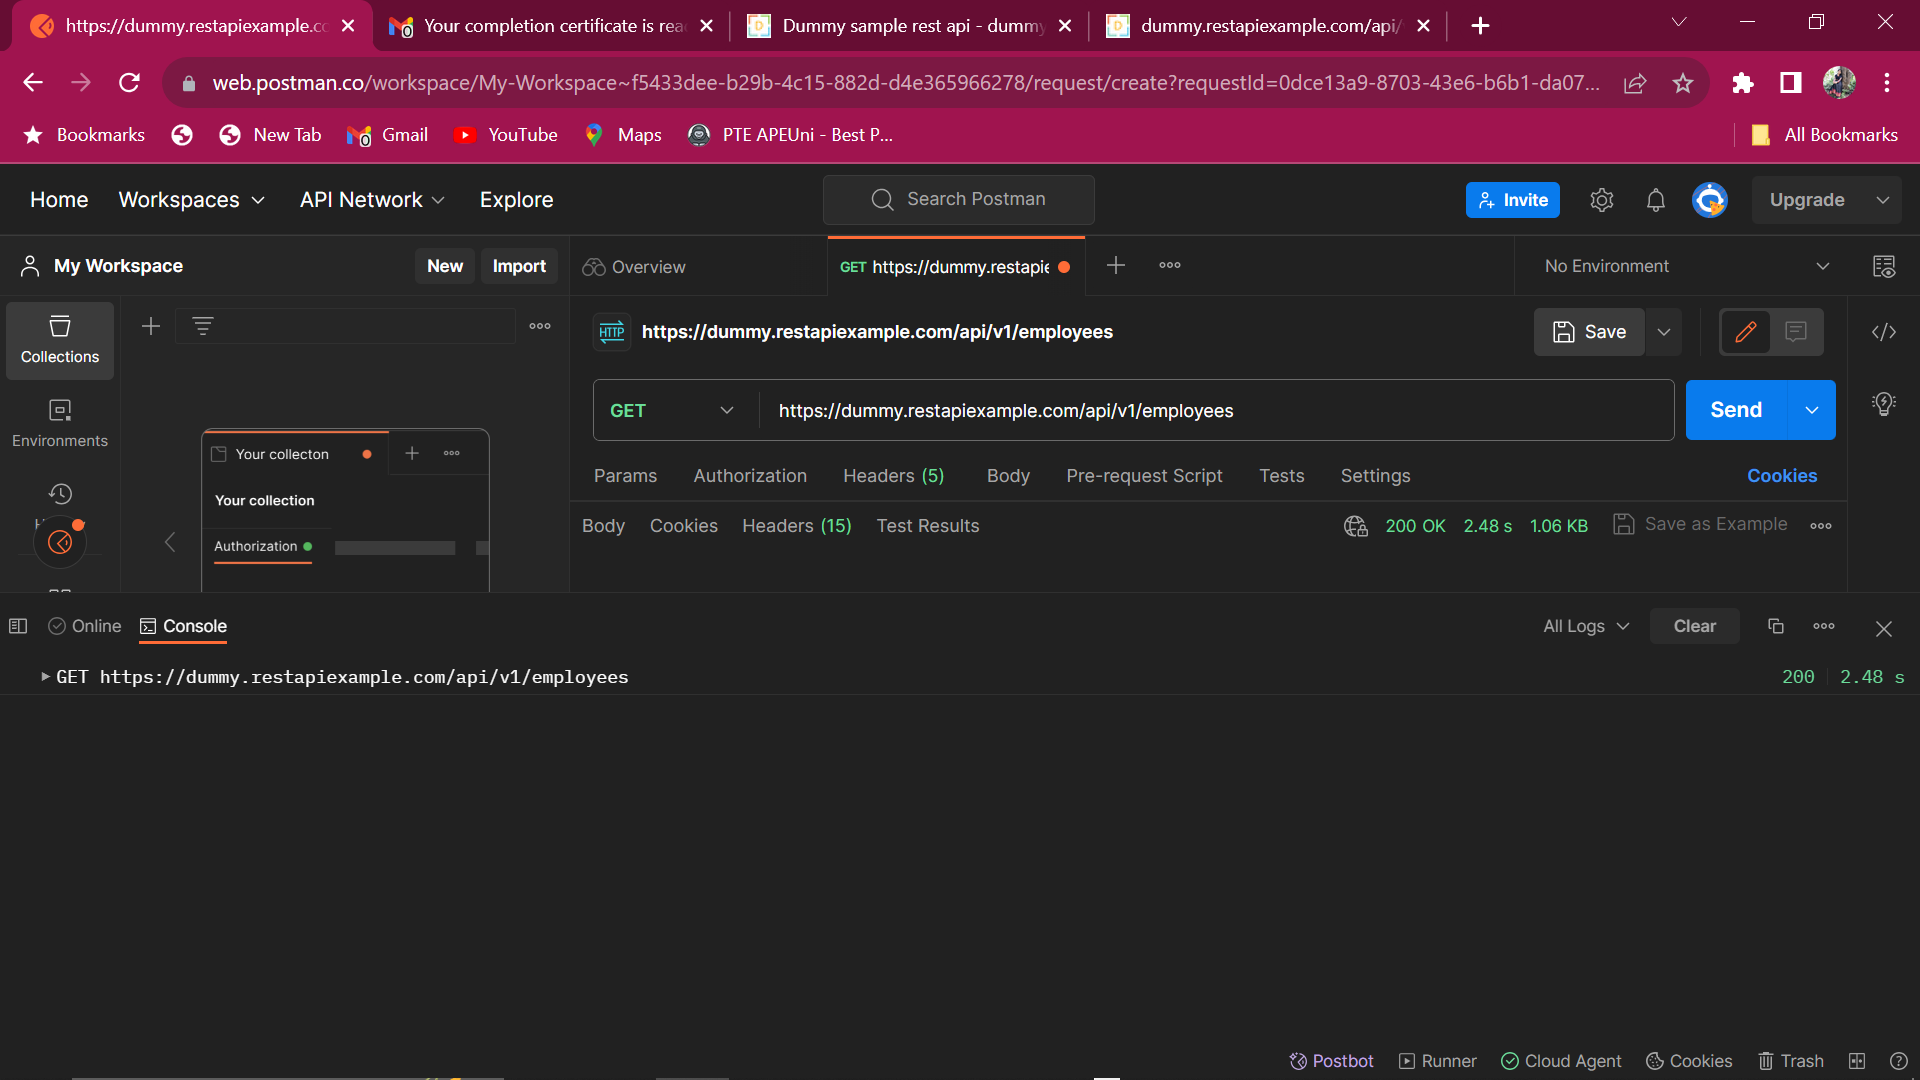 https://dummy.restapiexample.co
Your completion certificate is rea
Dummy sample rest api - dummy
dummy.restapiexample.com/api/
web.postman.co/workspace/My-Workspace~f5433dee-b29b-4c15-882d-d4e365966278/request/create?requestId=0dce13a9-8703-43e6-b6b1-da07...
Bookmarks New Tab Gmail YouTube Maps PTE APEUni - Best P... All Bookmarks
Home Workspaces API Network Explore Search Postman Invite Upgrade
My Workspace New Import Overview GET https://dummy.restapie No Environment
Collections
HTTP https://dummy.restapiexample.com/api/v1/employees Save
Environments
GET https://dummy.restapiexample.com/api/v1/employees Send
Your collecton
Your collection
Authorization
Params Authorization Headers (5) Body Pre-request Script Tests Settings Cookies
Body Cookies Headers (15) Test Results 200 OK 2.48 s 1.06 KB Save as Example
Online Console All Logs Clear
GET https://dummy.restapiexample.com/api/v1/employees 200 2.48 s
Postbot Runner Cloud Agent Cookies Trash